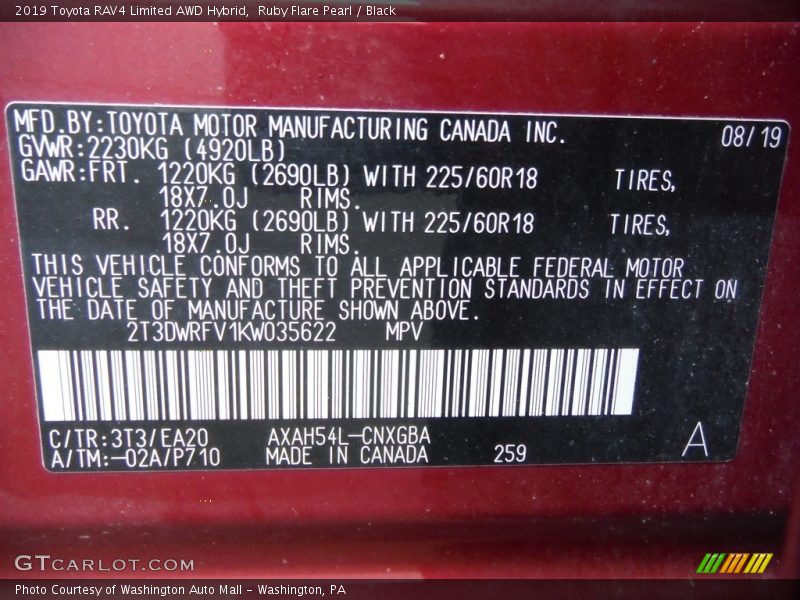 2019 Toyota RAV4 Limited AWD Hybrid, Ruby Flare Pearl / Black
MFD.BY:TOYOTA MOTOR MANUFACTURING CANADA INC. 08/19
GVWR:2230KG (4920LB)
GAWR:FRT. 1220KG (2690LB) WITH 225/60R18 TIRES,
18X7.0J RIMS.
RR. 1220KG (2690LB) WITH 225/60R18 TIRES,
18X7.0J RIMS.
THIS VEHICLE CONFORMS TO ALL APPLICABLE FEDERAL MOTOR
VEHICLE SAFETY AND THEFT PREVENTION STANDARDS IN EFFECT ON
THE DATE OF MANUFACTURE SHOWN ABOVE.
2T3DWRFV1KW035622 MPV
C/TR:3T3/EA20 AXAH54L-CNXGBA
A/TM:-02A/P710 MADE IN CANADA 259 A
GTCARLOT.COM
Photo Courtesy of Washington Auto Mall - Washington, PA